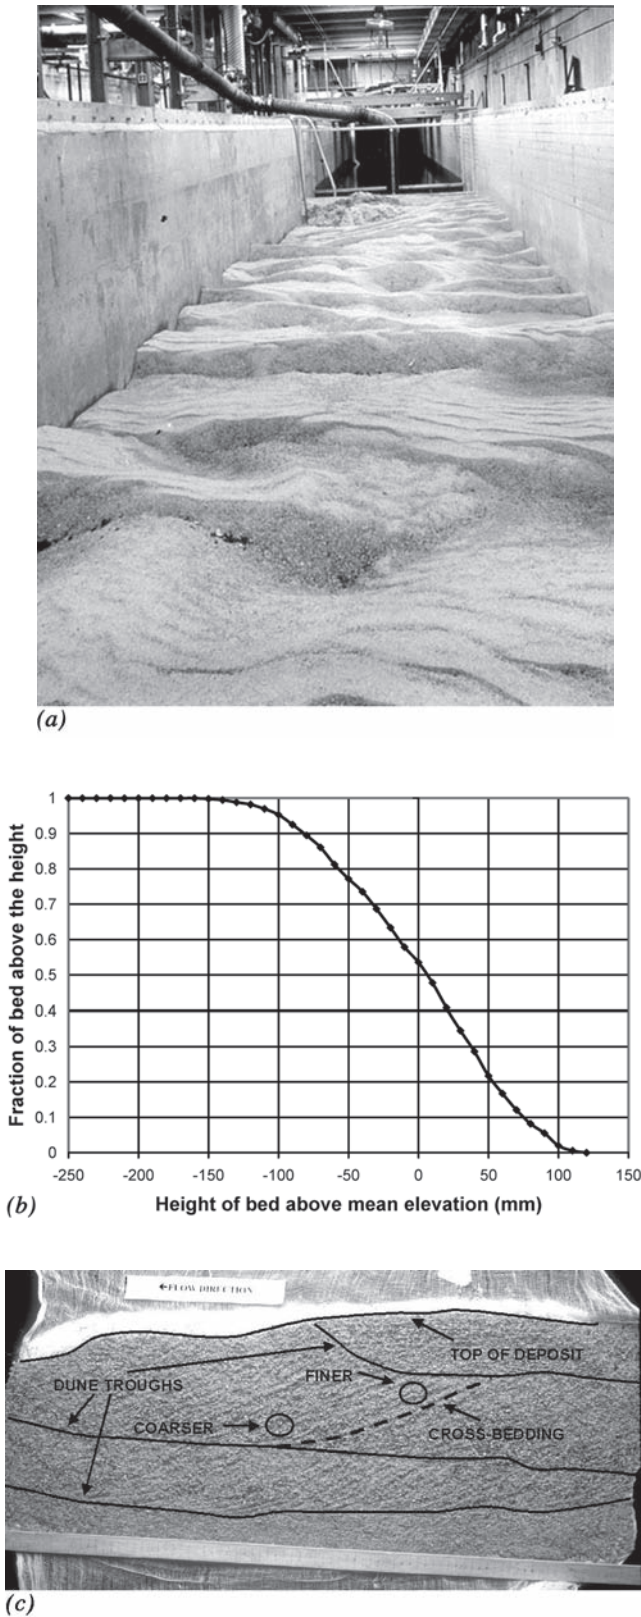 (a)
Fraction of bed above the height
1
0.9
0.8
0.7
0.6
0.5
0.4
0.3
0.2
0.1
0
-250 -200 -150 -100 -50 0 50 100 150
Height of bed above mean elevation (mm)
(b)
←FLOW DIRECTION
TOP OF DEPOSIT
DUNE TROUGHS
FINER
COARSER
CROSS-BEDDING
(c)